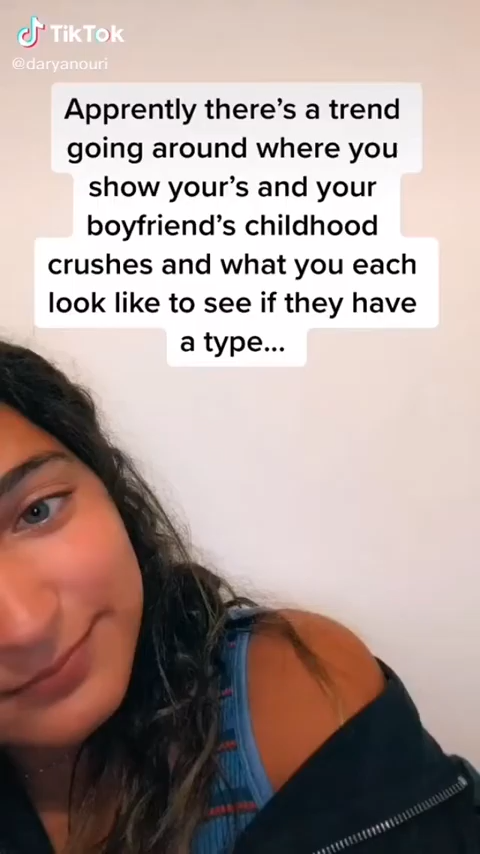 TikTok
@daryanouri
Apprently there's a trend
going around where you
show your's and your
boyfriend's childhood
crushes and what you each
look like to see if they have
a type...